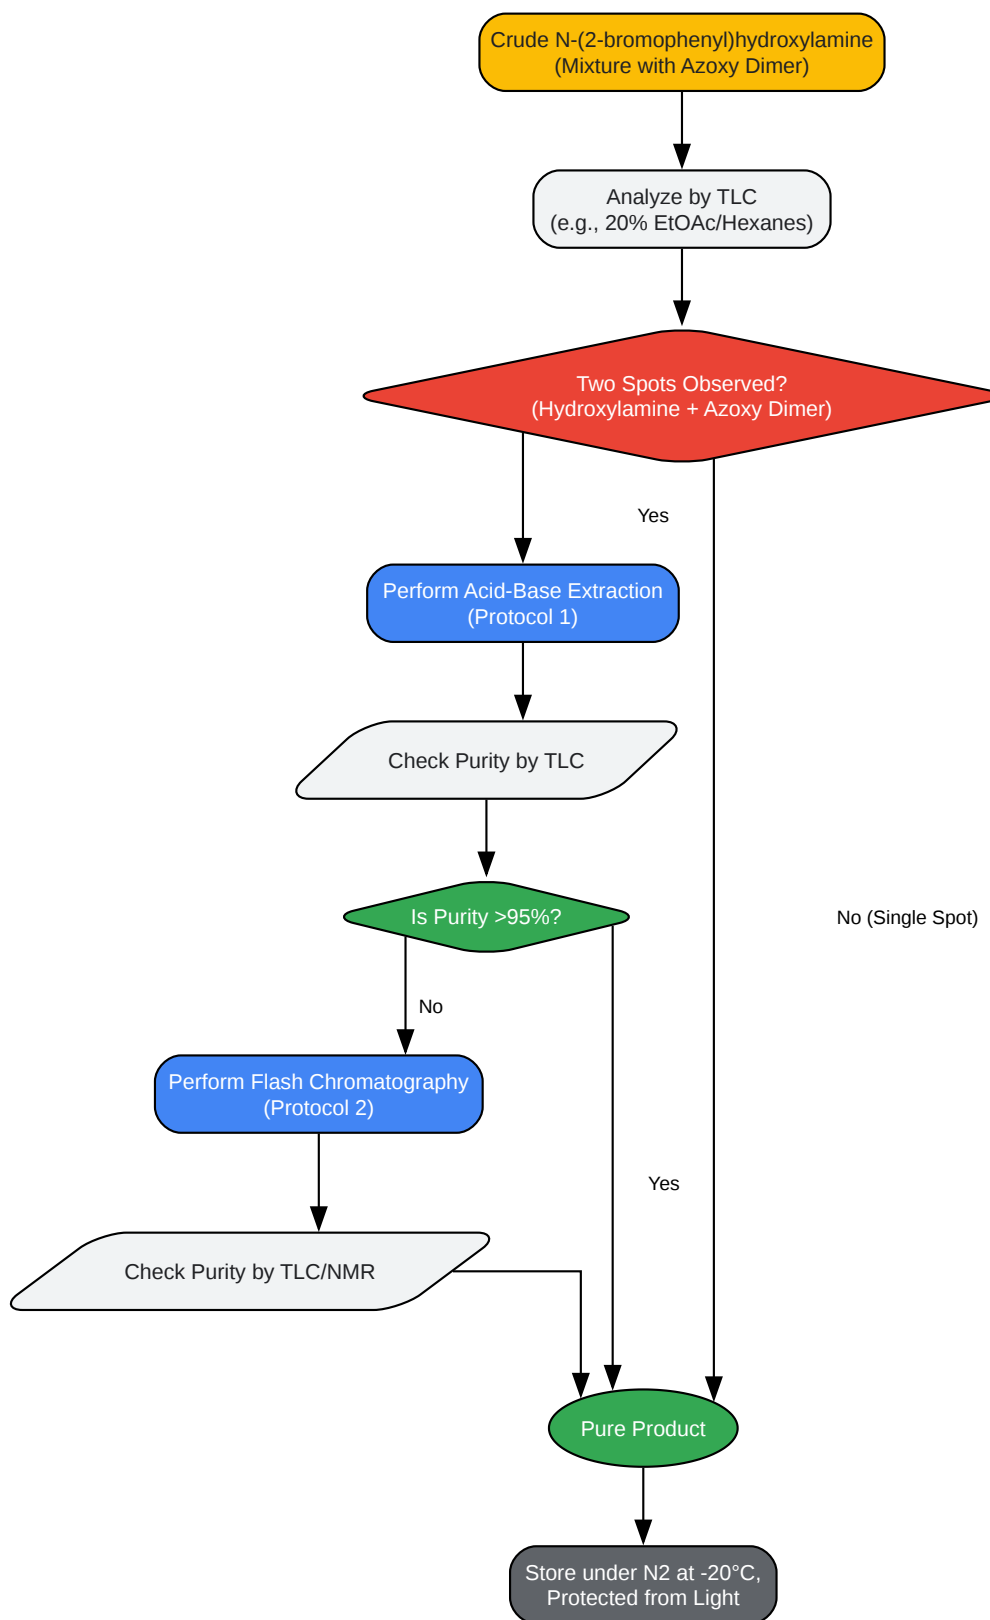 Crude N-(2-bromophenyl)hydroxylamine
(Mixture with Azoxy Dimer)
Analyze by TLC
(e.g., 20% EtOAc/Hexanes)
Two Spots Observed?
(Hydroxylamine + Azoxy Dimer)
Yes
Perform Acid-Base Extraction
(Protocol 1)
Check Purity by TLC
Is Purity >95%?
No (Single Spot)
No
Perform Flash Chromatography
(Protocol 2)
Yes
Check Purity by TLC/NMR
Pure Product
Store under N2 at -20°C,
Protected from Light